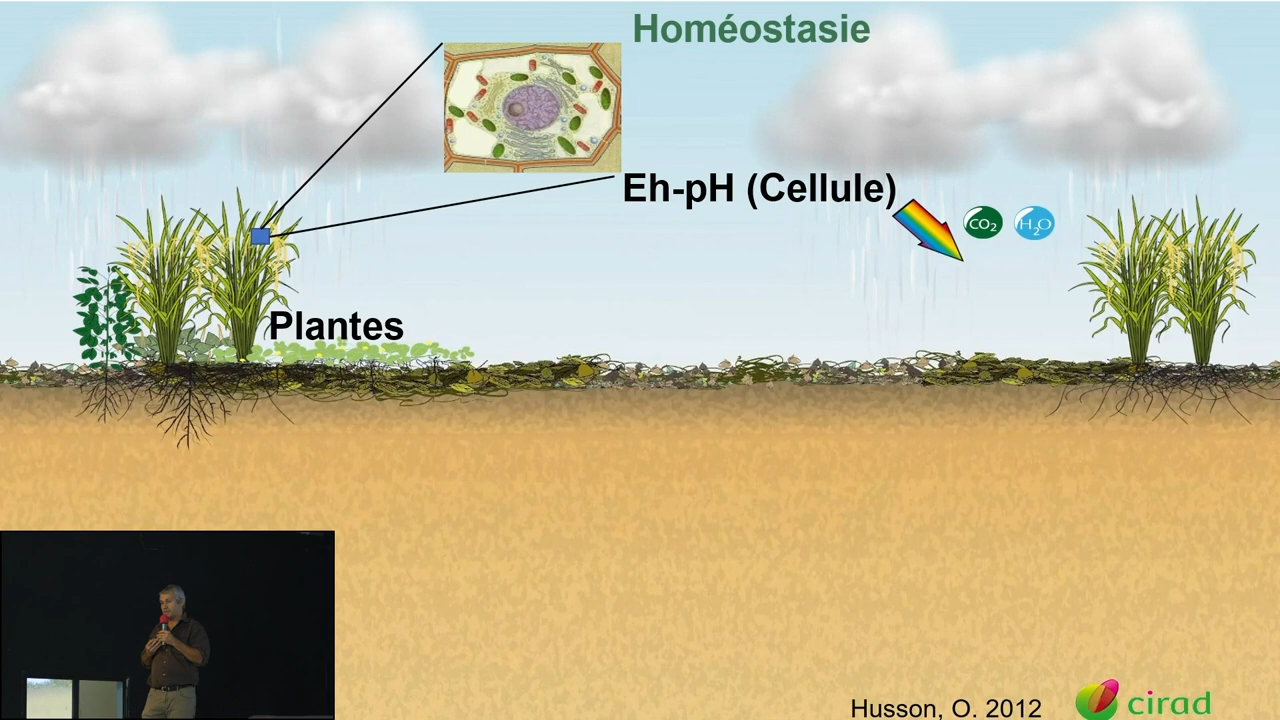 Homéostasie
Eh-pH (Cellule)
CO₂ H₂O
Plantes
Husson, O. 2012
cirad